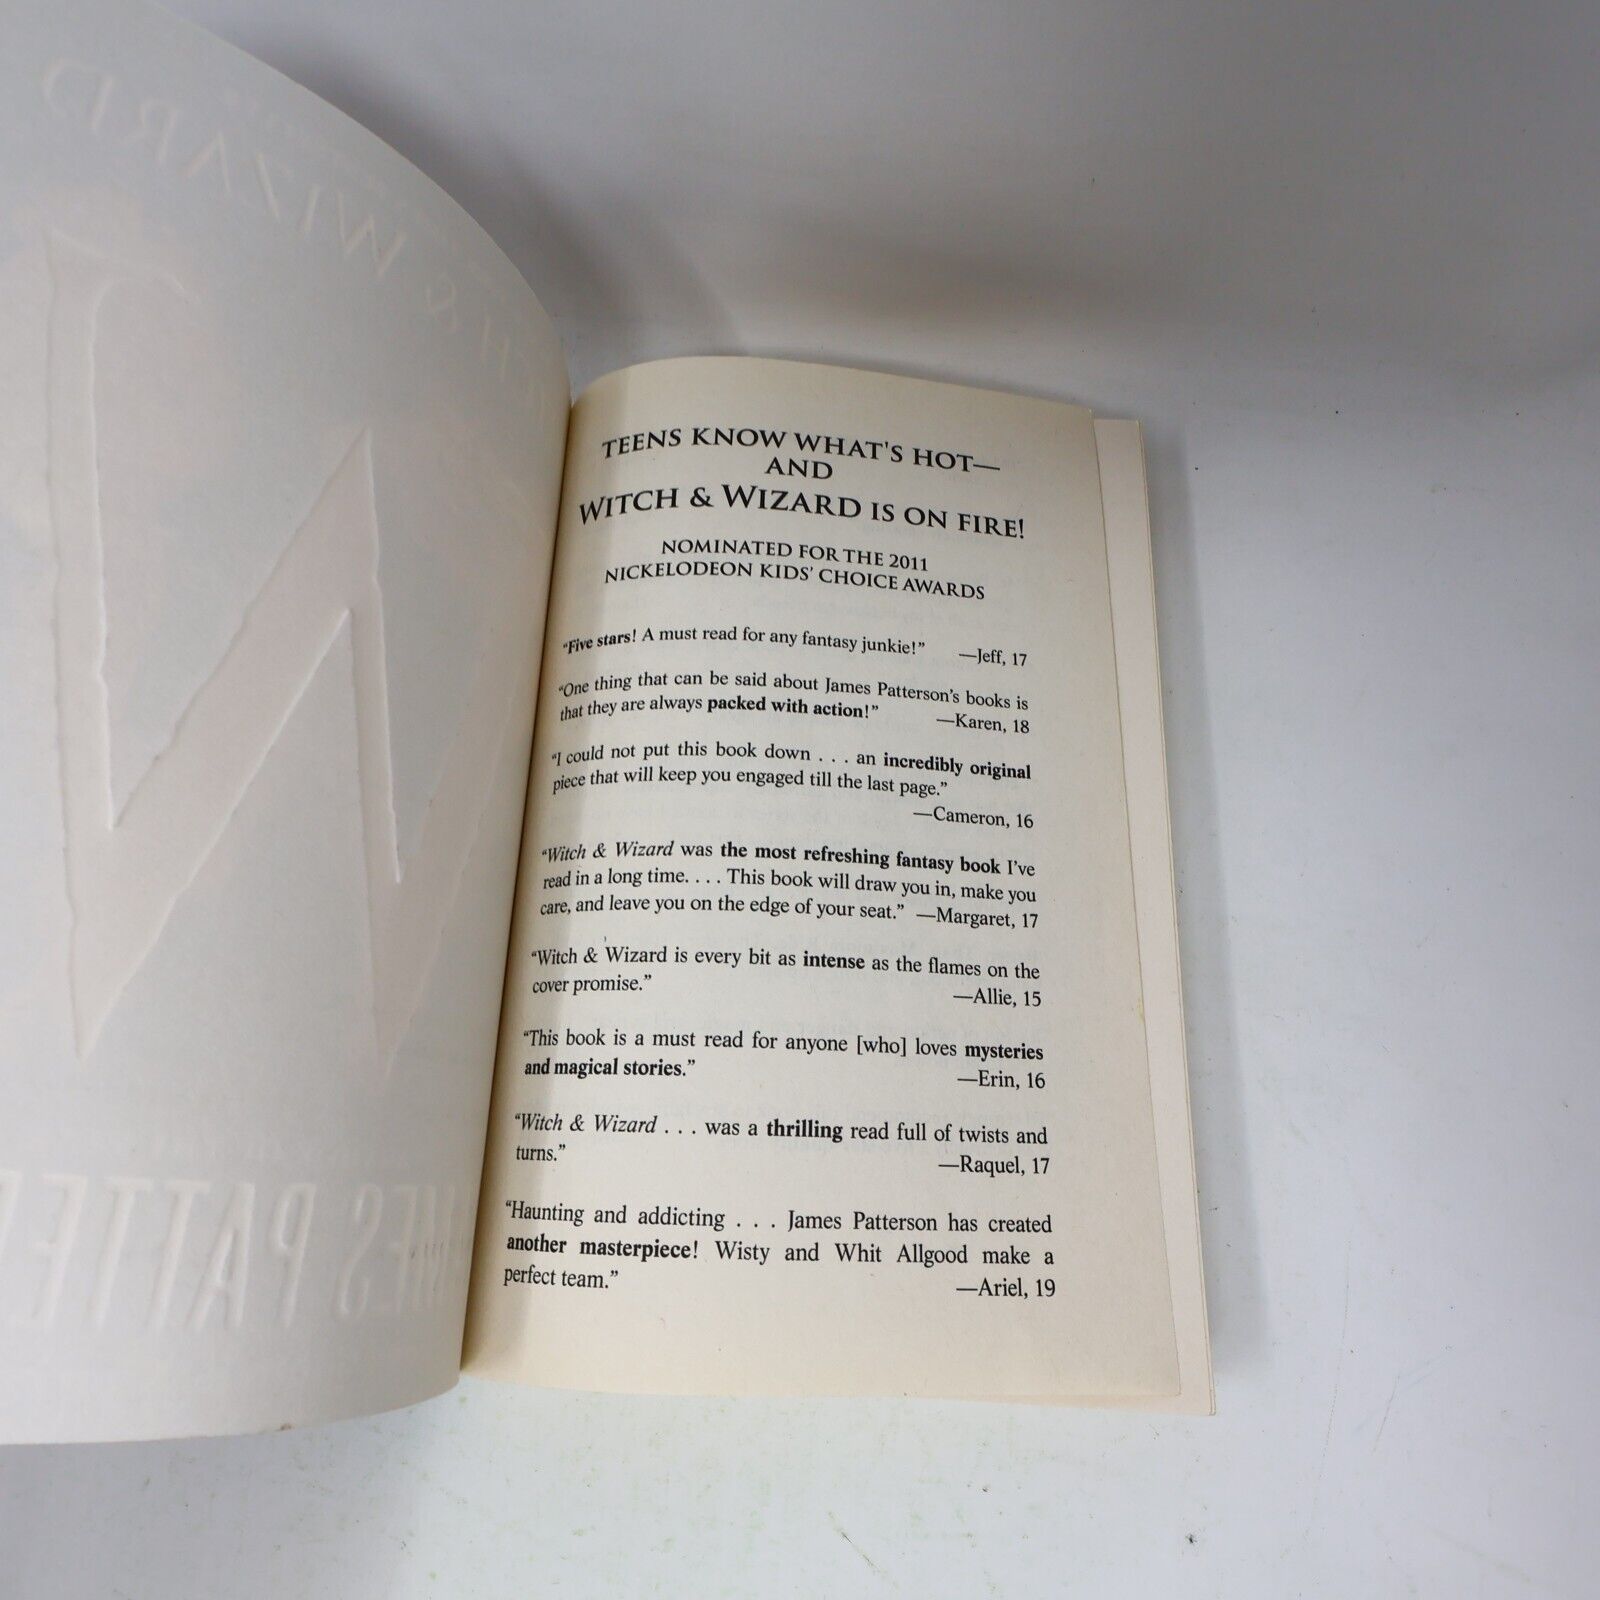 & WIZARD
TEENS KNOW WHAT'S HOT—
AND
WITCH & WIZARD IS ON FIRE!
NOMINATED FOR THE 2011
NICKELODEON KIDS' CHOICE AWARDS
“Five stars! A must read for any fantasy junkie!” —Jeff, 17
“One thing that can be said about James Patterson's books is
that they are always packed with action!” —Karen, 18
“I could not put this book down . . . an incredibly original
piece that will keep you engaged till the last page.”
—Cameron, 16
“Witch & Wizard was the most refreshing fantasy book I've
read in a long time. . . . This book will draw you in, make you
care, and leave you on the edge of your seat.” —Margaret, 17
“Witch & Wizard is every bit as intense as the flames on the
cover promise.” —Allie, 15
“This book is a must read for anyone [who] loves mysteries
and magical stories.” —Erin, 16
“Witch & Wizard . . . was a thrilling read full of twists and
turns.” —Raquel, 17
“Haunting and addicting . . . James Patterson has created
another masterpiece! Wisty and Whit Allgood make a
perfect team.” —Ariel, 19